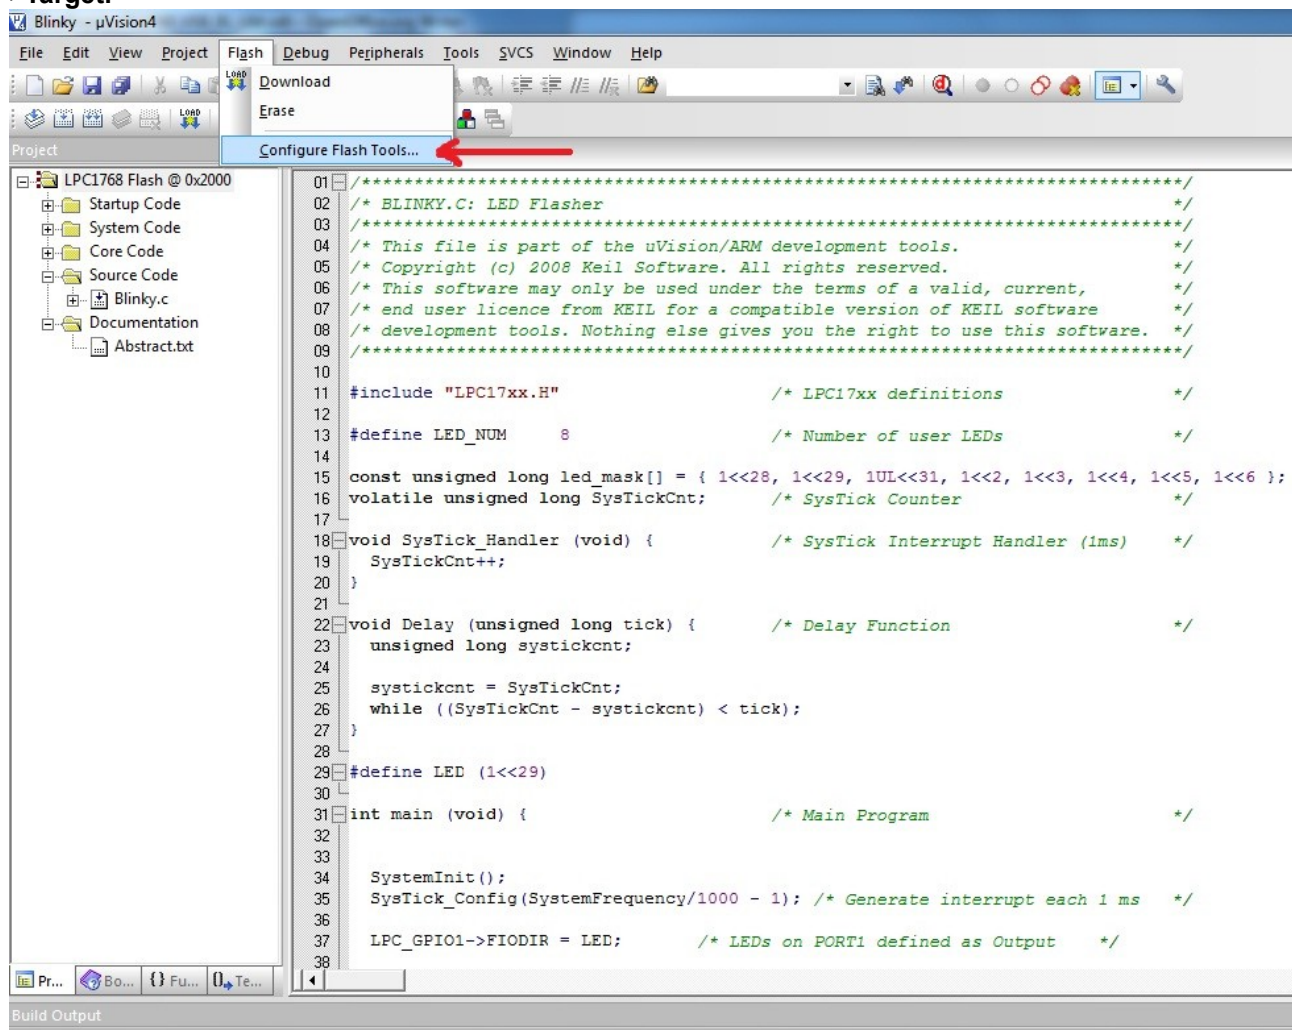 Target.
Blinky - µVision4
File Edit View Project Flash Debug Peripherals Tools SVCS Window Help
Download
Erase
Configure Flash Tools...
LOAD
LOAD
Project
LPC1768 Flash @ 0x2000
Startup Code
System Code
Core Code
Source Code
Blinky.c
Documentation
Abstract.txt
01 /******************************************************************************/
02 /* BLINKY.C: LED Flasher */
03 /******************************************************************************/
04 /* This file is part of the uVision/ARM development tools. */
05 /* Copyright (c) 2008 Keil Software. All rights reserved. */
06 /* This software may only be used under the terms of a valid, current, */
07 /* end user licence from KEIL for a compatible version of KEIL software */
08 /* development tools. Nothing else gives you the right to use this software. */
09 /******************************************************************************/
10
11 #include "LPC17xx.H" /* LPC17xx definitions */
12
13 #define LED_NUM 8 /* Number of user LEDs */
14
15 const unsigned long led_mask[] = { 1<<28, 1<<29, 1UL<<31, 1<<2, 1<<3, 1<<4, 1<<5, 1<<6 };
16 volatile unsigned long SysTickCnt; /* SysTick Counter */
17
18 void SysTick_Handler (void) { /* SysTick Interrupt Handler (1ms) */
19 SysTickCnt++;
20 }
21
22 void Delay (unsigned long tick) { /* Delay Function */
23 unsigned long systickcnt;
24
25 systickcnt = SysTickCnt;
26 while ((SysTickCnt - systickcnt) < tick);
27 }
28
29 #define LED (1<<29)
30
31 int main (void) { /* Main Program */
32
33
34 SystemInit();
35 SysTick_Config(SystemFrequency/1000 - 1); /* Generate interrupt each 1 ms */
36
37 LPC_GPIO1->FIODIR = LED; /* LEDs on PORT1 defined as Output */
38
Pr... Bo... {} Fu... 0 Te...
Build Output